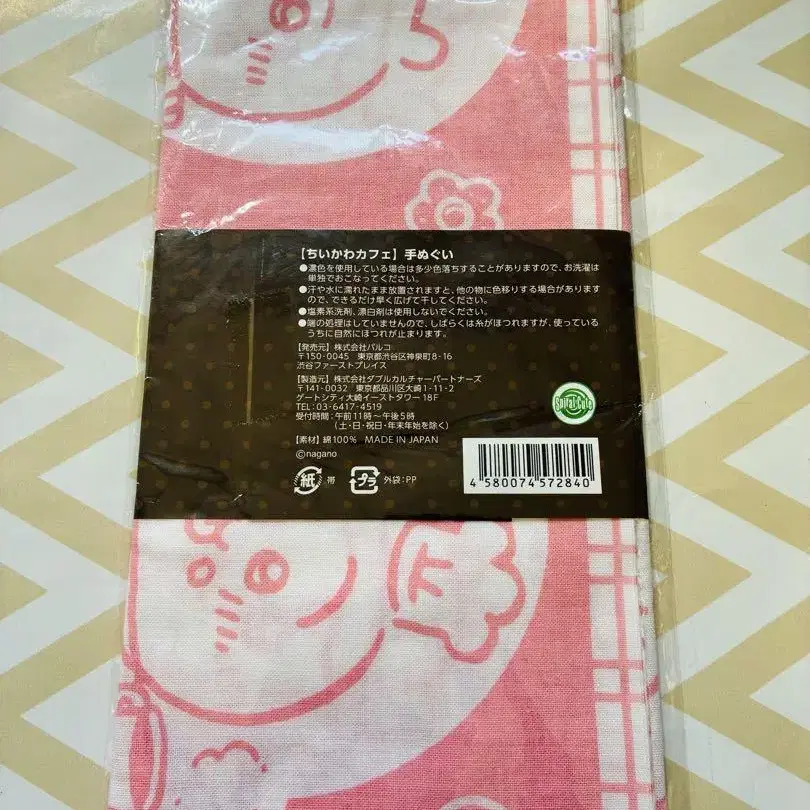 【ちいかわカフェ】 手ぬぐい
●濃色を使用している場合は多少色落ちすることがありますので、お洗濯は
単独でおこなってください。
●汗や水に濡れたまま放置されますと、他の物に色移りする場合があります
ので、できるだけ早く広げて干してください。
●塩素系洗剤、漂白剤は使用しないでください。
●端の処理はしていませんので、しばらくは糸がほつれますが、使っている
うちに自然にほつれが止まります。
【発売元】 株式会社パルコ
〒150-0045 東京都渋谷区神泉町8-16
渋谷ファーストプレイス
【製造元】 株式会社ダブルカルチャーパートナーズ
〒141-0032 東京都品川区大崎1-11-2
ゲートシティ大崎イーストタワー 18F
TEL：03-6417-4519
受付時間：午前11時～午後5時
（土・日・祝日・年末年始を除く）
【素材】 綿100% MADE IN JAPAN
©nagano
Spiral Cute
紙 帯 プラ 外袋：PP
4 580074 572840